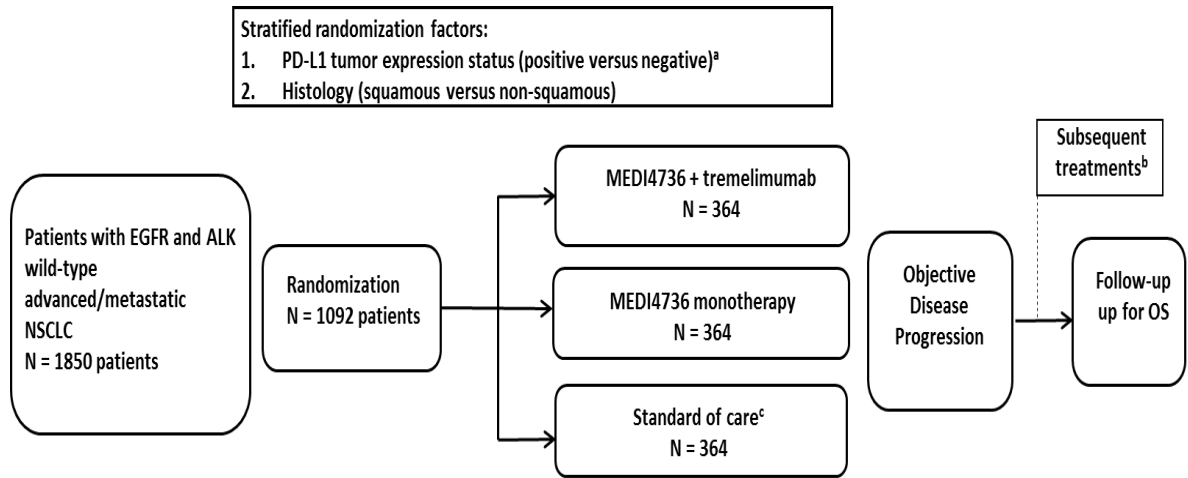 Stratified randomization factors:
1. PD-L1 tumor expression status (positive versus negative)ᵃ
2. Histology (squamous versus non-squamous)
Patients with EGFR and ALK
wild-type
advanced/metastatic
NSCLC
N = 1850 patients
Randomization
N = 1092 patients
MEDI4736 + tremelimumab
N = 364
MEDI4736 monotherapy
N = 364
Standard of careᶜ
N = 364
Objective
Disease
Progression
Subsequent
treatmentsᵇ
Follow-up
up for OS